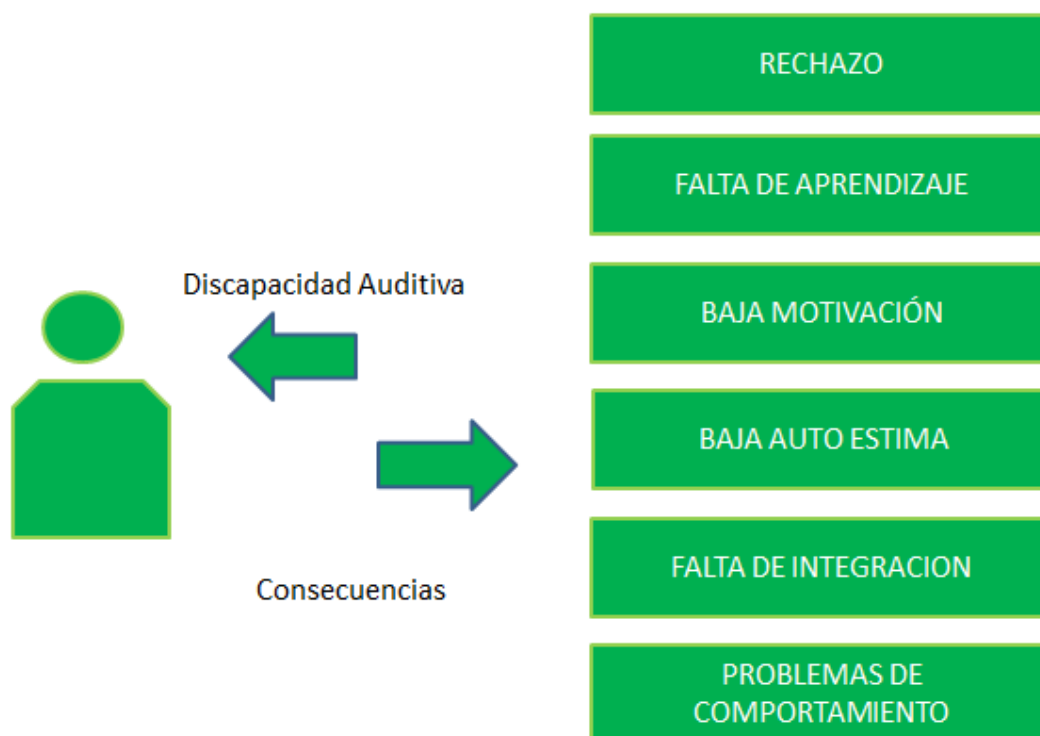 RECHAZO
FALTA DE APRENDIZAJE
Discapacidad Auditiva
BAJA MOTIVACIÓN
BAJA AUTO ESTIMA
FALTA DE INTEGRACION
Consecuencias
PROBLEMAS DE
COMPORTAMIENTO